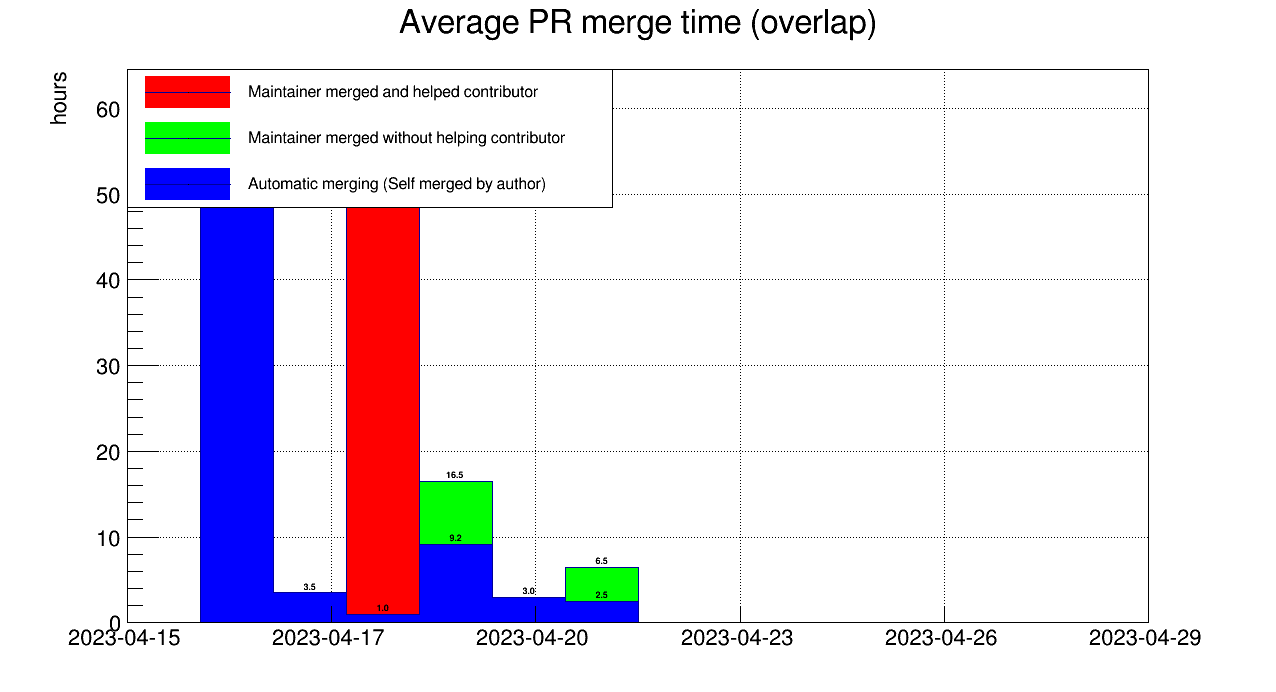 Average PR merge time (overlap)
hours
Maintainer merged and helped contributor
Maintainer merged without helping contributor
Automatic merging (Self merged by author)
60
50
40
30
20
10
0
3.5
1.0
16.5
9.2
3.0
6.5
2.5
2023-04-15 2023-04-17 2023-04-20 2023-04-23 2023-04-26 2023-04-29